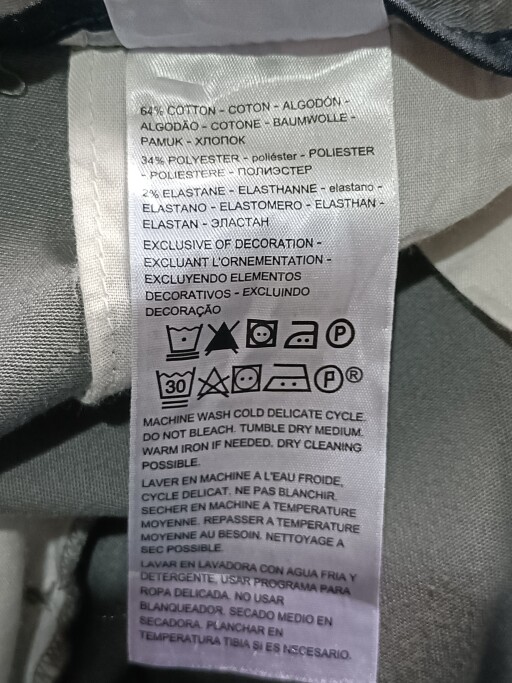 64% COTTON - COTON - ALGODÓN -
ALGODÃO - COTONE - BAUMWOLLE -
PAMUK - ХЛОПОК
34% POLYESTER - poliéster - POLIESTER
- POLIESTERE - ПОЛИЭСТЕР
2% ELASTANE - ELASTHANNE - elastano -
ELASTANO - ELASTOMERO - ELASTHAN -
ELASTAN - ЭЛАСТАН
EXCLUSIVE OF DECORATION -
EXCLUANT L'ORNEMENTATION -
EXCLUYENDO ELEMENTOS
DECORATIVOS - EXCLUINDO
DECORAÇÃO
P
30 P ®
MACHINE WASH COLD DELICATE CYCLE.
DO NOT BLEACH. TUMBLE DRY MEDIUM.
WARM IRON IF NEEDED. DRY CLEANING
POSSIBLE.
LAVER EN MACHINE A L'EAU FROIDE,
CYCLE DELICAT. NE PAS BLANCHIR.
SECHER EN MACHINE A TEMPERATURE
MOYENNE. REPASSER A TEMPERATURE
MOYENNE AU BESOIN. NETTOYAGE A
SEC POSSIBLE.
LAVAR EN LAVADORA CON AGUA FRIA Y
DETERGENTE, USAR PROGRAMA PARA
ROPA DELICADA. NO USAR
BLANQUEADOR. SECADO MEDIO EN
SECADORA. PLANCHAR EN
TEMPERATURA TIBIA SI ES NECESARIO.